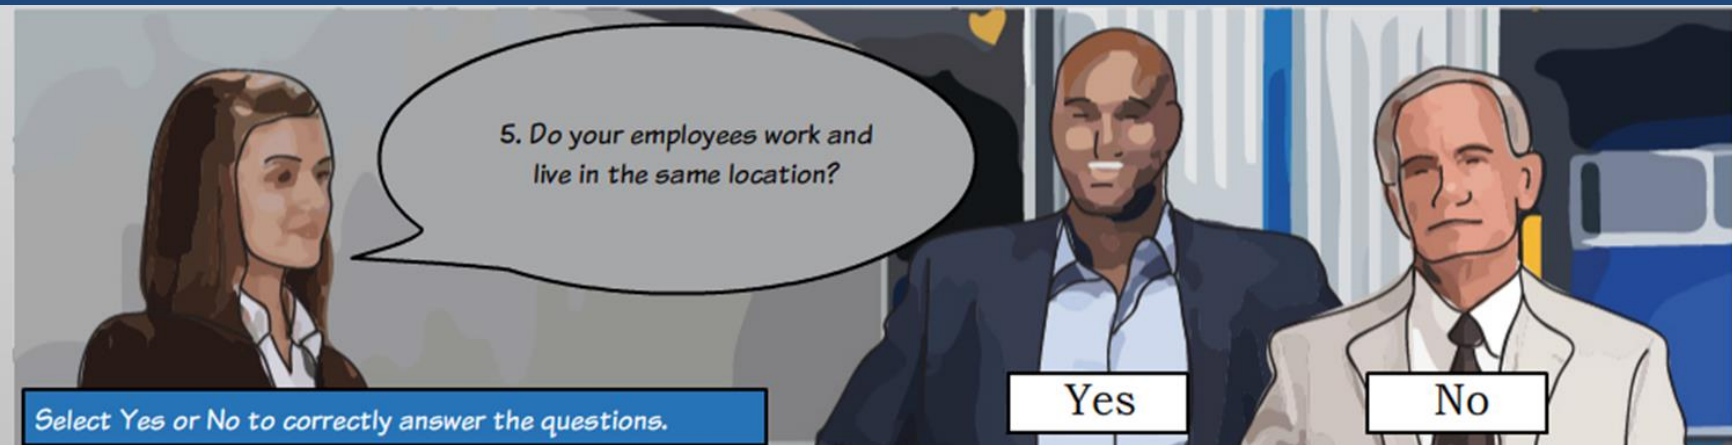 5. Do your employees work and
live in the same location?
Yes
No
Select Yes or No to correctly answer the questions.